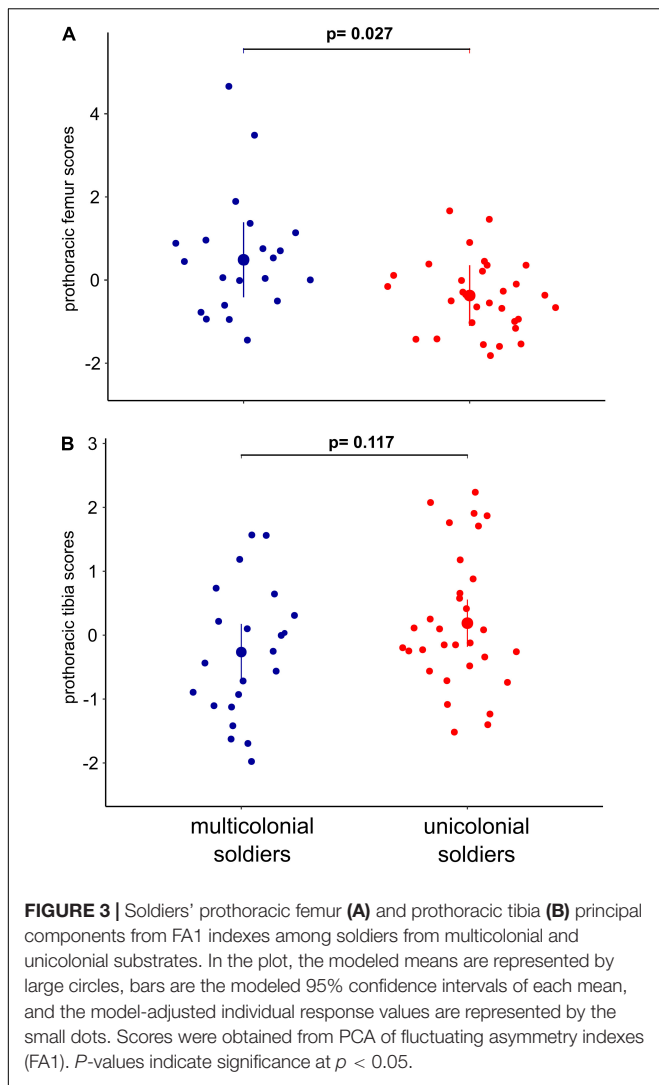 A
p= 0.027
4
2
0
-2
prothoracic femur scores
B
p= 0.117
3
2
1
0
-1
-2
prothoracic tibia scores
multicolonial soldiers
unicolonial soldiers
FIGURE 3 | Soldiers' prothoracic femur (A) and prothoracic tibia (B) principal
components from FA1 indexes among soldiers from multicolonial and
unicolonial substrates. In the plot, the modeled means are represented by
large circles, bars are the modeled 95% confidence intervals of each mean,
and the model-adjusted individual response values are represented by the
small dots. Scores were obtained from PCA of fluctuating asymmetry indexes
(FA1). P-values indicate significance at p < 0.05.